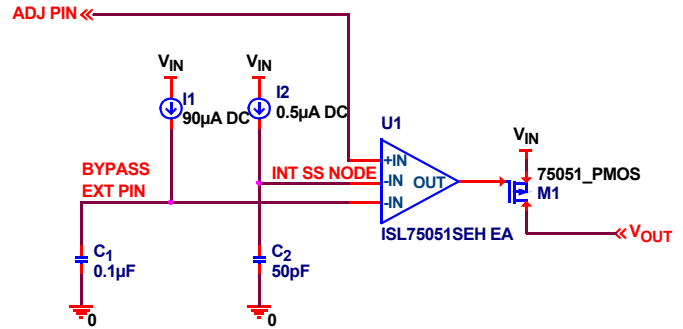 ADJ PIN
VIN
VIN
I1
I2
90µA DC
0.5µA DC
U1
VIN
+IN
75051_PMOS
BYPASS
EXT PIN
INT SS NODE
-IN
OUT
M1
-IN
ISL75051SEH EA
VOUT
C1
0.1µF
C2
50pF
0
0